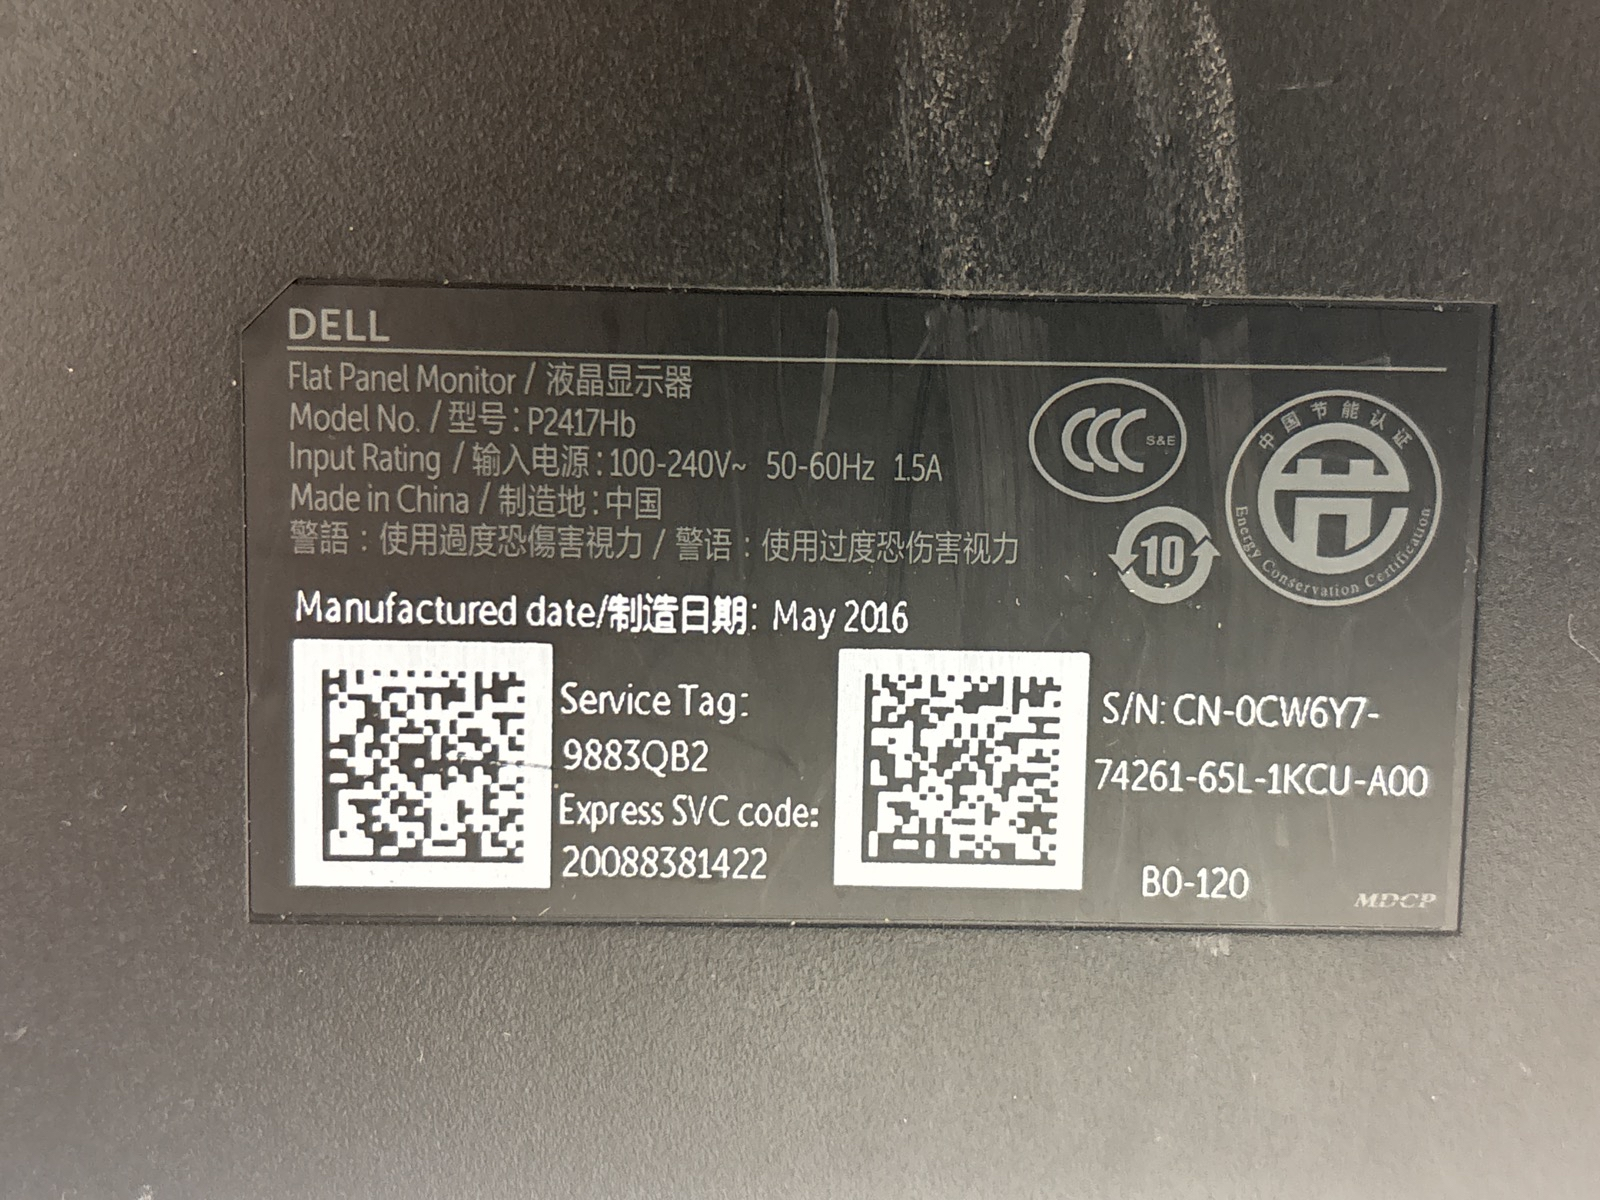 DELL
Flat Panel Monitor / 液晶显示器
Model No. / 型号: P2417Hb
Input Rating / 输入电源: 100-240V~ 50-60Hz 1.5A
Made in China / 制造地: 中国
警語：使用過度恐傷害視力 / 警语：使用过度恐伤害视力
CCC S&E
10
中国节能认证
Energy Conservation Certification
Manufactured date/制造日期: May 2016
Service Tag:
9883QB2
Express SVC code:
20088381422
S/N: CN-0CW6Y7-
74261-65L-1KCU-A00
B0-120
MDCP